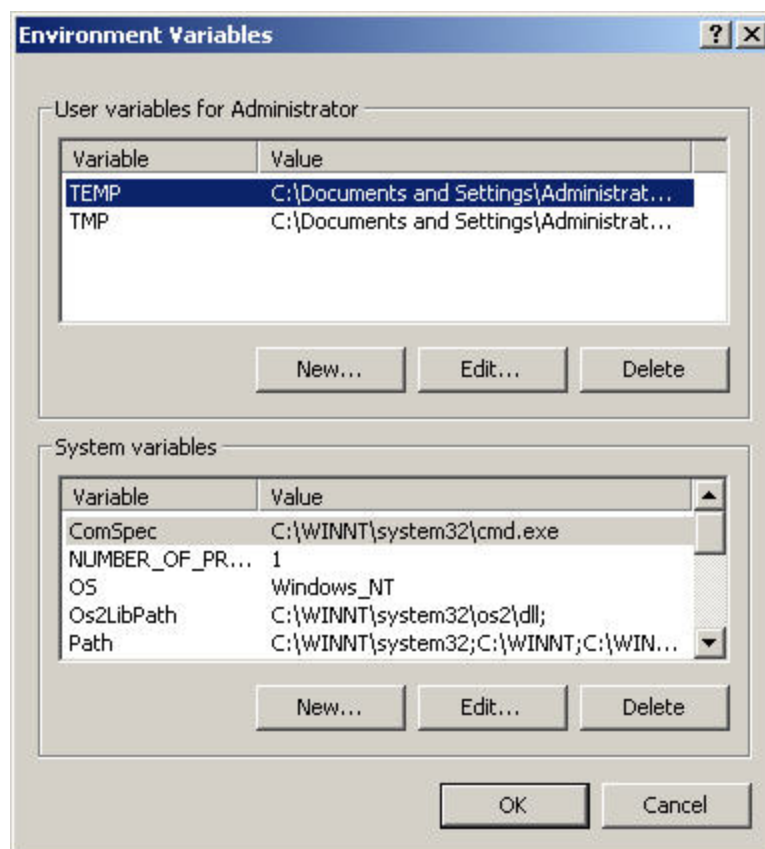 Environment Variables
User variables for Administrator
Variable Value
TEMP C:\Documents and Settings\Administrat...
TMP C:\Documents and Settings\Administrat...
New... Edit... Delete
System variables
Variable Value
ComSpec C:\WINNT\system32\cmd.exe
NUMBER_OF_PR... 1
OS Windows_NT
Os2LibPath C:\WINNT\system32\os2\dll;
Path C:\WINNT\system32;C:\WINNT;C:\WIN...
New... Edit... Delete
OK Cancel